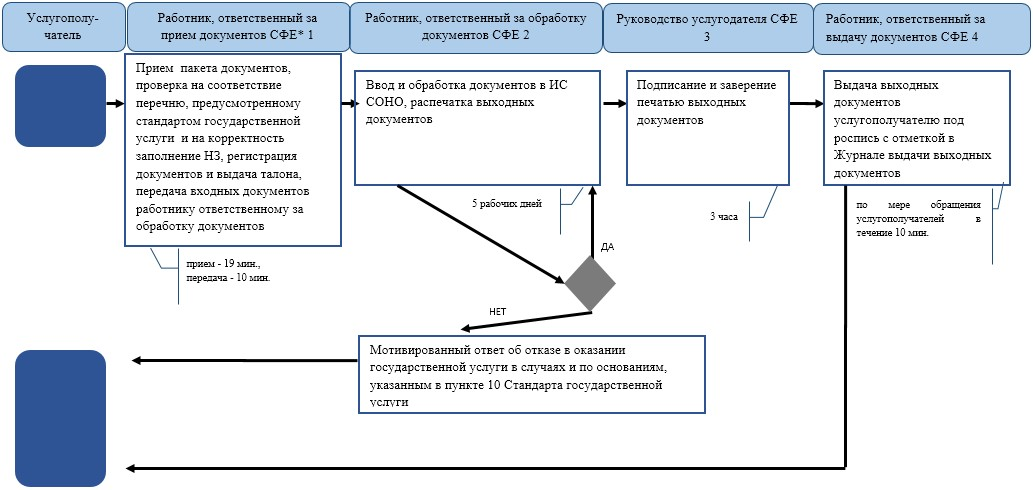 Услугополу-
чатель
Работник, ответственный за
прием документов СФЕ* 1
Работник, ответственный за обработку
документов СФЕ 2
Руководство услугодателя СФЕ
3
Работник, ответственный за
выдачу документов СФЕ 4
Прием пакета документов,
проверка на соответствие
перечню, предусмотренному
стандартом государственной
услуги и на корректность
заполнение НЗ, регистрация
документов и выдача талона,
передача входных документов
работнику ответственному за
обработку документов
Ввод и обработка документов в ИС
СОНО, распечатка выходных
документов
Подписание и заверение
печатью выходных
документов
Выдача выходных
документов
услугополучателю под
роспись с отметкой в
Журнале выдачи выходных
документов
прием - 19 мин.,
передача - 10 мин.
5 рабочих дней
3 часа
по мере обращения
услугополучателей в
течение 10 мин.
ДА
НЕТ
Мотивированный ответ об отказе в оказании
государственной услуги в случаях и по основаниям,
указанным в пункте 10 Стандарта государственной
услуги